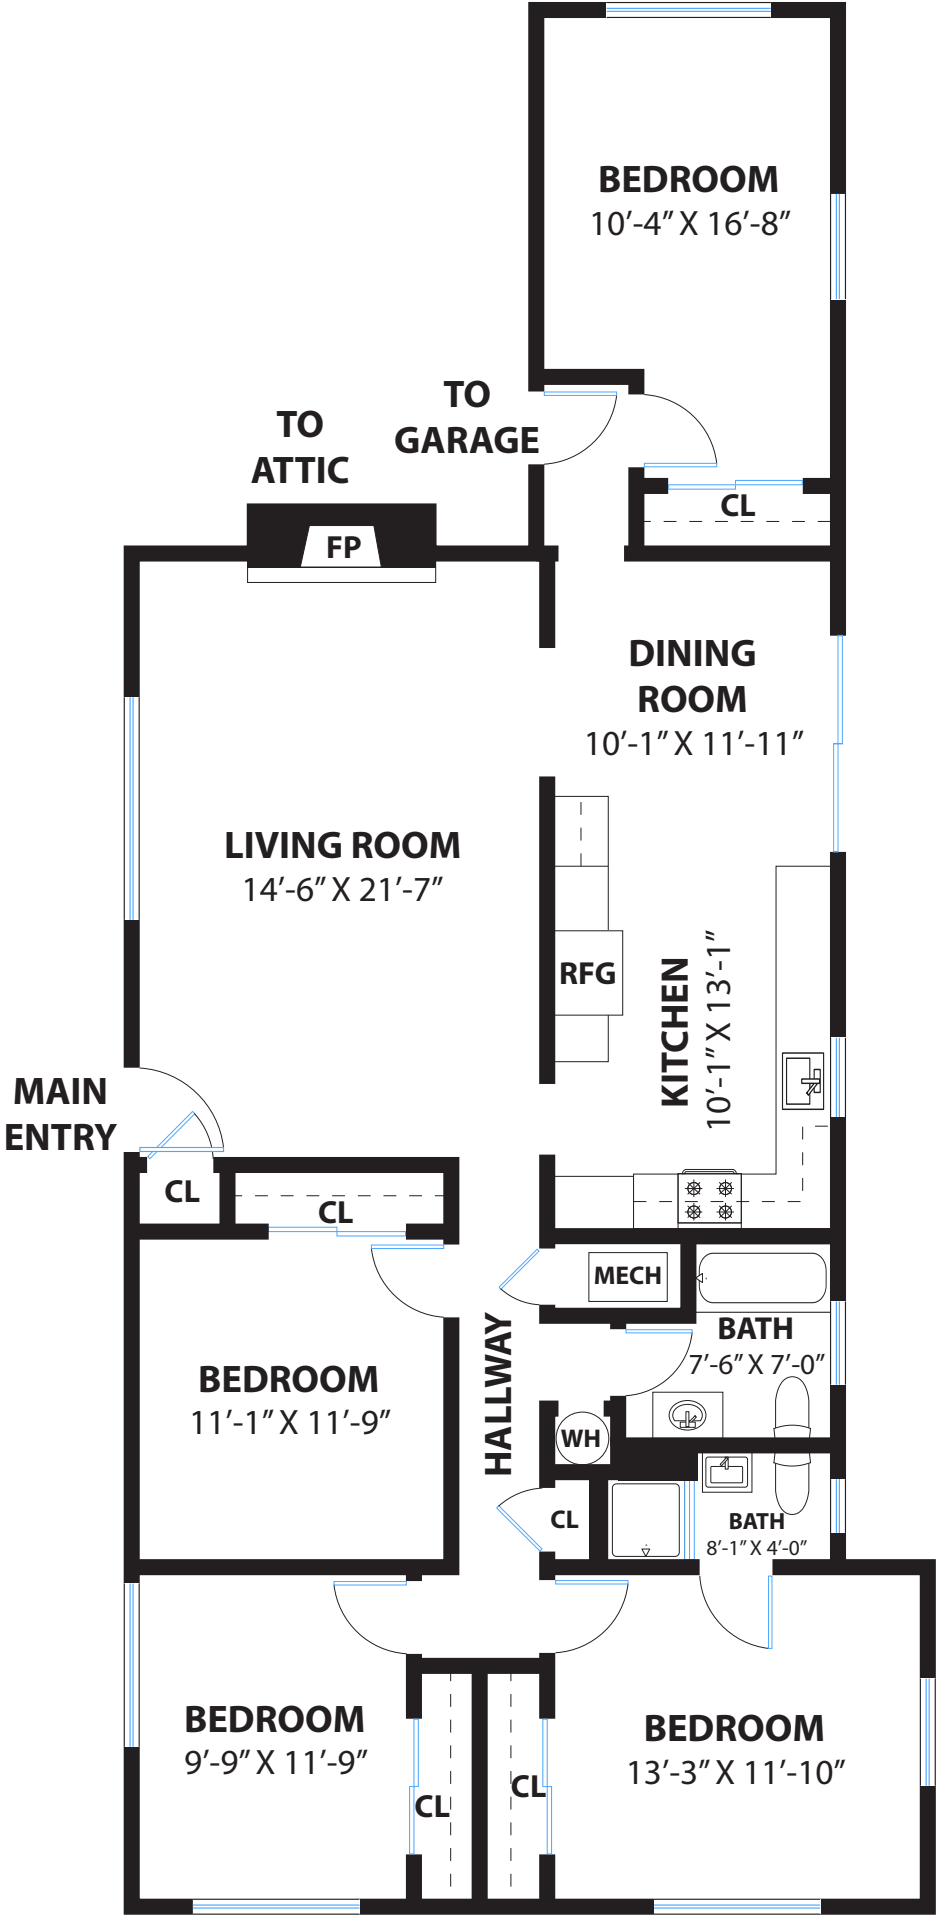 BEDROOM
10’-4” X 16’-8”
TO
GARAGE
TO
ATTIC
CL
FP
DINING
ROOM
10’-1” X 11’-11”
LIVING ROOM
14’-6” X 21’-7”
RFG
KITCHEN
10’-1” X 13’-1”
MAIN
ENTRY
CL
CL
MECH
BATH
7’-6” X 7’-0”
HALLWAY
BEDROOM
11’-1” X 11’-9”
WH
CL
BATH
8’-1” X 4’-0”
BEDROOM
9’-9” X 11’-9”
CL
CL
BEDROOM
13’-3” X 11’-10”